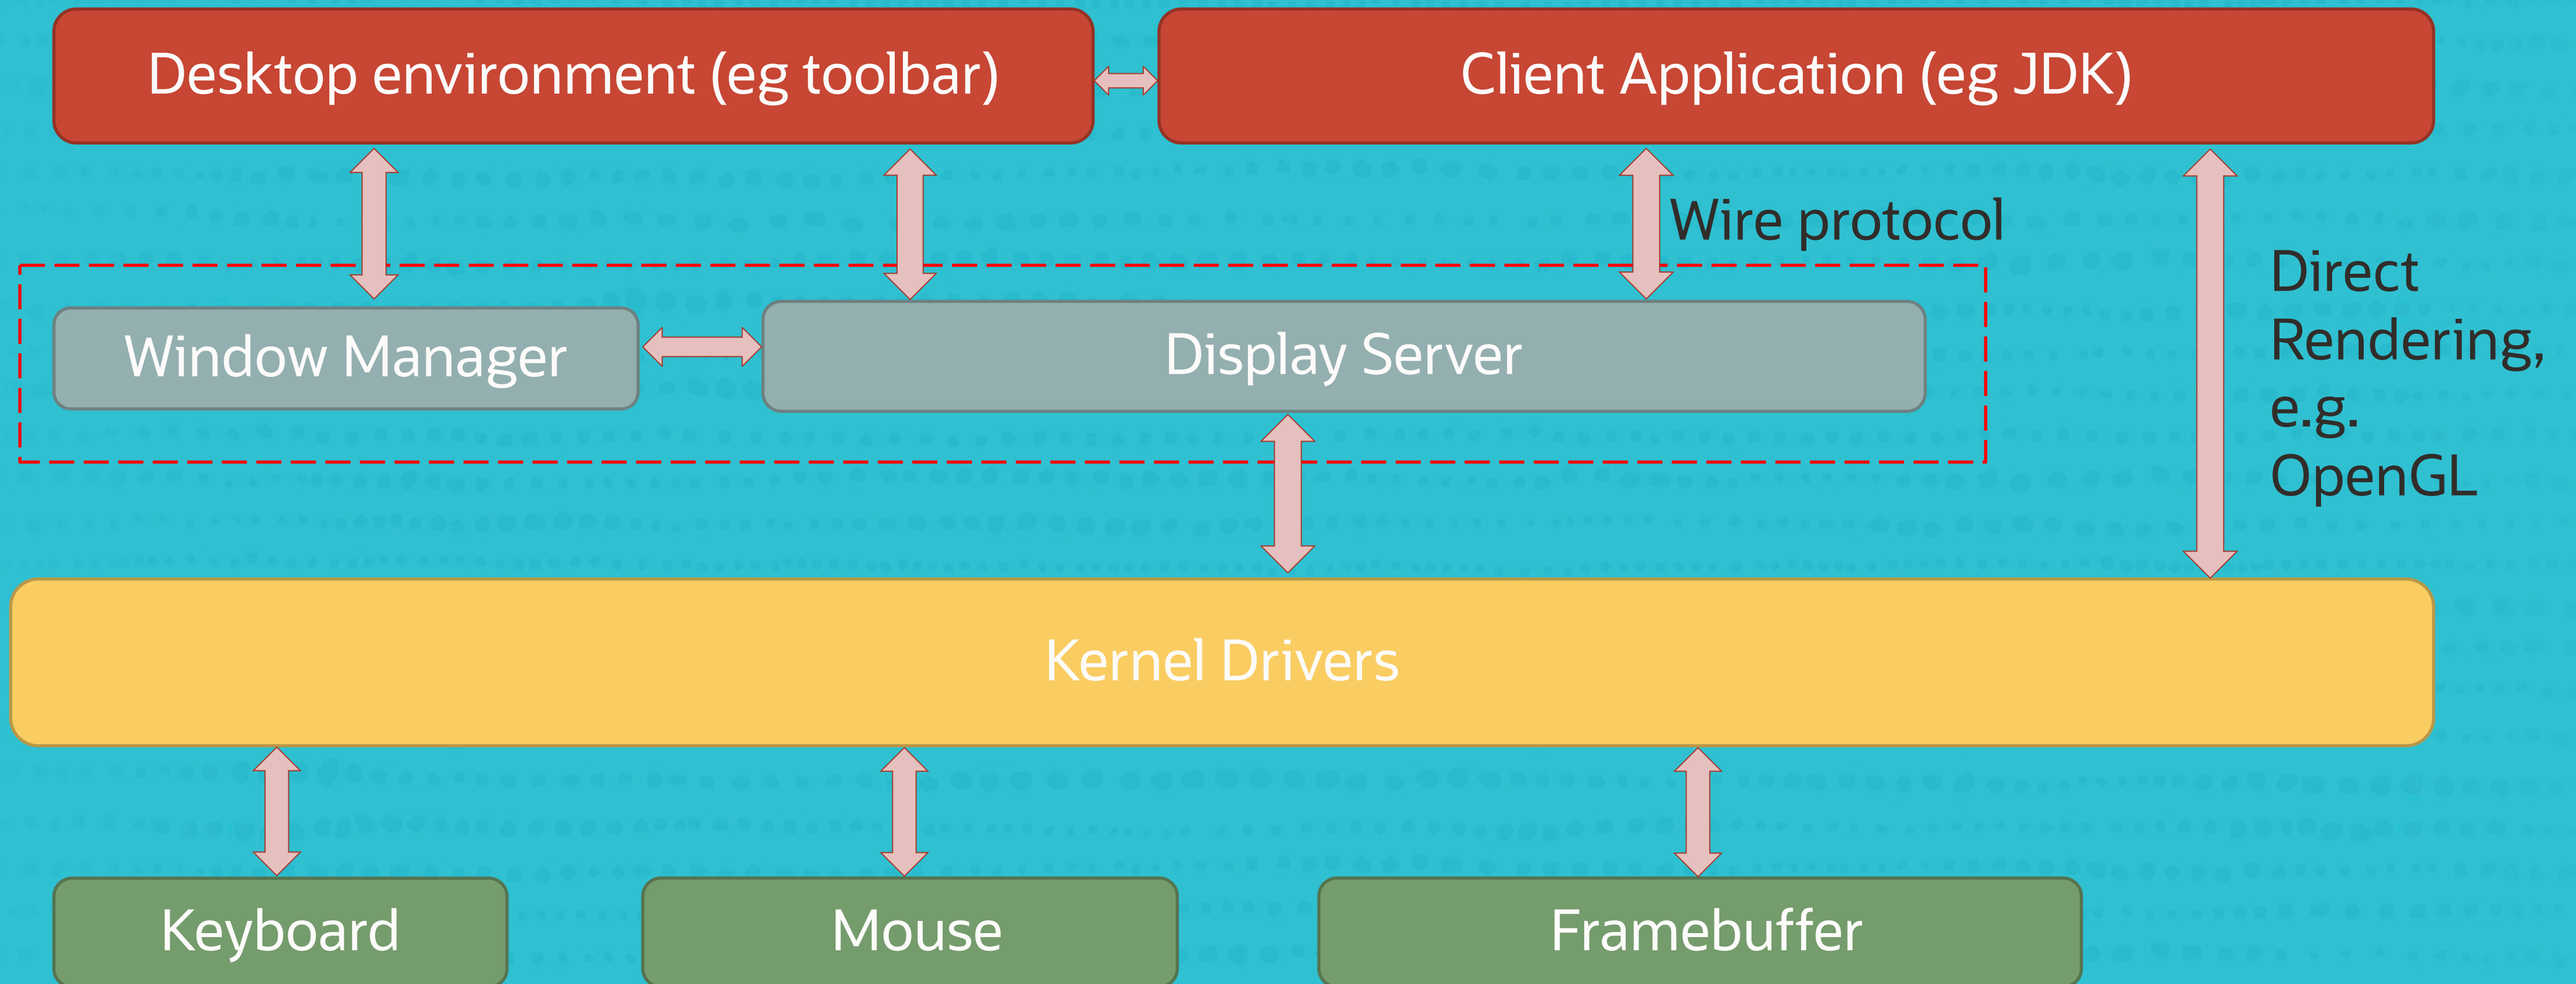 Desktop environment (eg toolbar)
Client Application (eg JDK)
Wire protocol
Direct
Rendering,
e.g.
OpenGL
Window Manager
Display Server
Kernel Drivers
Keyboard
Mouse
Framebuffer